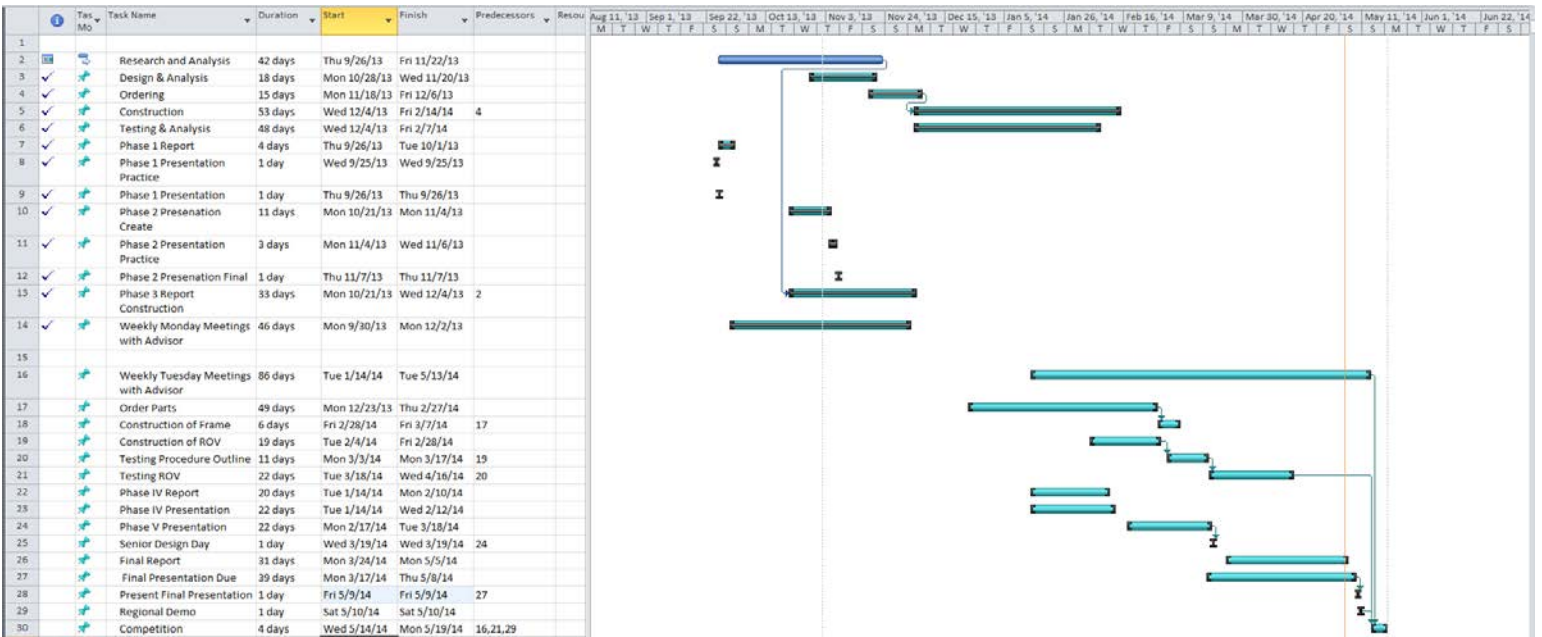 Tas Mo Task Name Duration Start Finish Predecessors Resou Aug 11, '13 Sep 1, '13 Sep 22, '13 Oct 13, '13 Nov 3, '13 Nov 24, '13 Dec 15, '13 Jan 5, '14 Jan 26, '14 Feb 16, '14 Mar 9, '14 Mar 30, '14 Apr 20, '14 May 11, '14 Jun 1, '14 Jun 22, '14
M T W T F S S M T W T F S S M T W T F S S M T W T F S S M T W T F S S M T W T F S S
1
2 Research and Analysis 42 days Thu 9/26/13 Fri 11/22/13
3 Design & Analysis 18 days Mon 10/28/13 Wed 11/20/13
4 Ordering 15 days Mon 11/18/13 Fri 12/6/13
5 Construction 53 days Wed 12/4/13 Fri 2/14/14 4
6 Testing & Analysis 48 days Wed 12/4/13 Fri 2/7/14
7 Phase 1 Report 4 days Thu 9/26/13 Tue 10/1/13
8 Phase 1 Presentation Practice 1 day Wed 9/25/13 Wed 9/25/13
9 Phase 1 Presentation 1 day Thu 9/26/13 Thu 9/26/13
10 Phase 2 Presenation Create 11 days Mon 10/21/13 Mon 11/4/13
11 Phase 2 Presentation Practice 3 days Mon 11/4/13 Wed 11/6/13
12 Phase 2 Presenation Final 1 day Thu 11/7/13 Thu 11/7/13
13 Phase 3 Report Construction 33 days Mon 10/21/13 Wed 12/4/13 2
14 Weekly Monday Meetings with Advisor 46 days Mon 9/30/13 Mon 12/2/13
15
16 Weekly Tuesday Meetings with Advisor 86 days Tue 1/14/14 Tue 5/13/14
17 Order Parts 49 days Mon 12/23/13 Thu 2/27/14
18 Construction of Frame 6 days Fri 2/28/14 Fri 3/7/14 17
19 Construction of ROV 19 days Tue 2/4/14 Fri 2/28/14
20 Testing Procedure Outline 11 days Mon 3/3/14 Mon 3/17/14 19
21 Testing ROV 22 days Tue 3/18/14 Wed 4/16/14 20
22 Phase IV Report 20 days Tue 1/14/14 Mon 2/10/14
23 Phase IV Presentation 22 days Tue 1/14/14 Wed 2/12/14
24 Phase V Presentation 22 days Mon 2/17/14 Tue 3/18/14
25 Senior Design Day 1 day Wed 3/19/14 Wed 3/19/14 24
26 Final Report 31 days Mon 3/24/14 Mon 5/5/14
27 Final Presentation Due 39 days Mon 3/17/14 Thu 5/8/14
28 Present Final Presentation 1 day Fri 5/9/14 Fri 5/9/14 27
29 Regional Demo 1 day Sat 5/10/14 Sat 5/10/14
30 Competition 4 days Wed 5/14/14 Mon 5/19/14 16,21,29